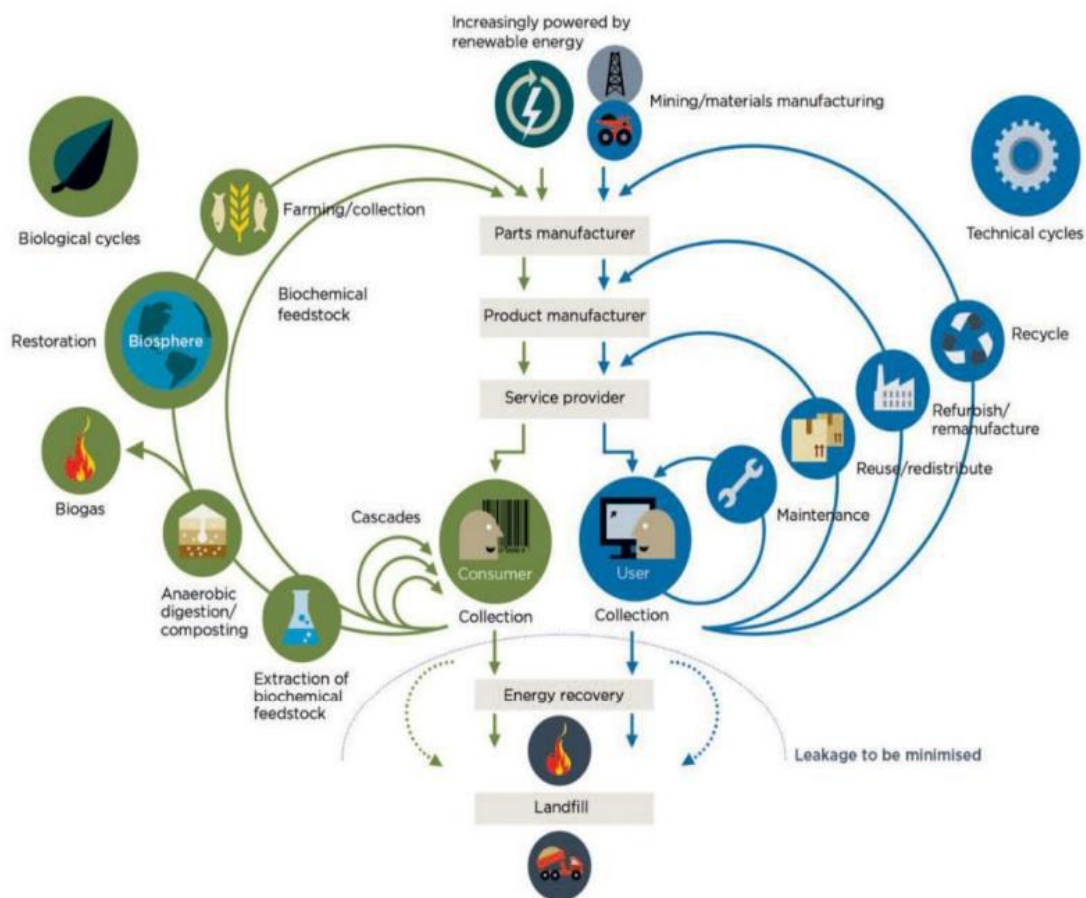 Increasingly powered by
renewable energy
Mining/materials manufacturing
Biological cycles
Farming/collection
Technical cycles
Parts manufacturer
Biochemical
feedstock
Product manufacturer
Restoration
Biosphere
Recycle
Service provider
Refurbish/
remanufacture
Reuse/redistribute
Biogas
Cascades
Maintenance
Consumer
User
Anaerobic
digestion/
composting
Collection
Collection
Extraction of
biochemical
feedstock
Energy recovery
Leakage to be minimised
Landfill